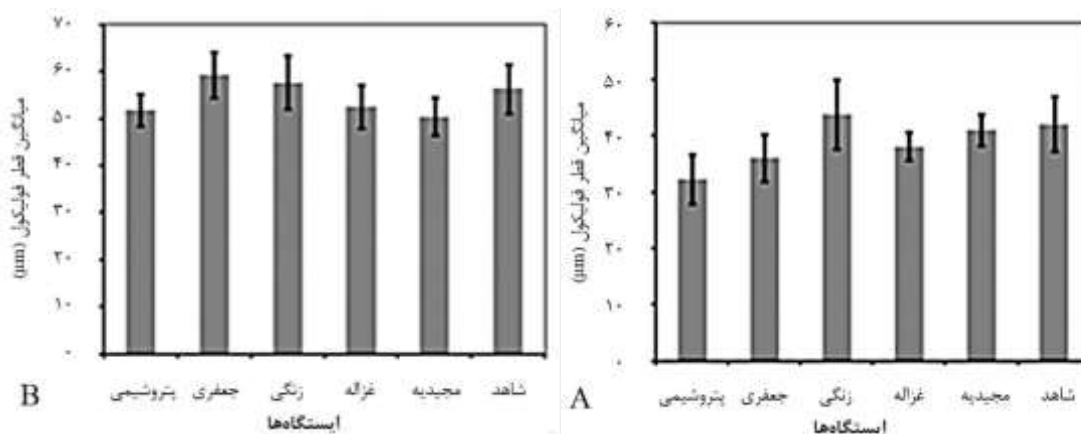 ۷۰
۶۰
۵۰
۴۰
۳۰
۲۰
۱۰
۰
میانگین قطر فولیکول (µm)
پتروشیمی جعفری زنگی غزاله مجیدیه شاهد
ایستگاه‌ها
B
۶۰
۵۰
۴۰
۳۰
۲۰
۱۰
۰
میانگین قطر فولیکول (µm)
پتروشیمی جعفری زنگی غزاله مجیدیه شاهد
ایستگاه‌ها
A